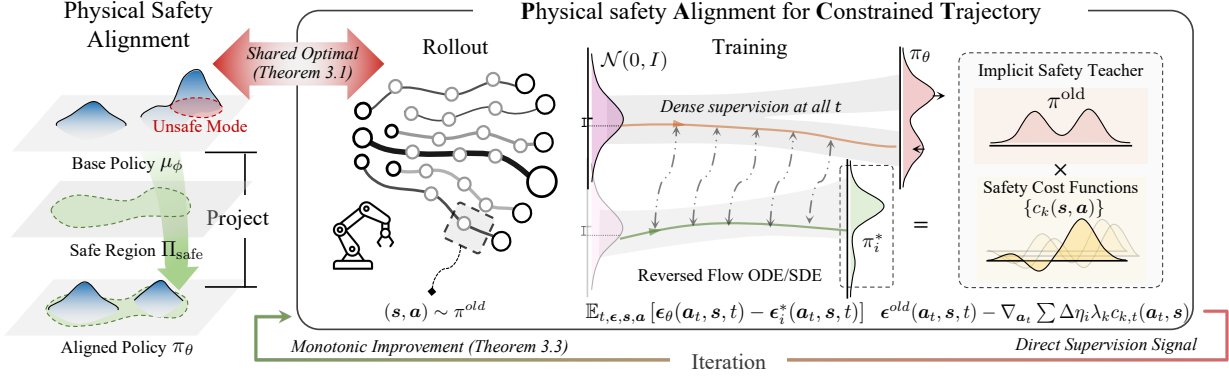 Physical Safety
Alignment
Unsafe Mode
Base Policy μ_ϕ
Project
Safe Region Π_safe
Aligned Policy π_θ
Shared Optimal
(Theorem 3.1)
Physical safety Alignment for Constrained Trajectory
Rollout
(s, a) ∼ π^{old}
Training
𝒩(0, I)
Dense supervision at all t
π_θ
π_i^*
Reversed Flow ODE/SDE
𝔼_{t,ϵ,s,a} [ϵ_θ(a_t, s, t) − ϵ_i^*(a_t, s, t)]
Implicit Safety Teacher
π^{old}
×
Safety Cost Functions
{c_k(s, a)}
=
ϵ^{old}(a_t, s, t) − ∇_{a_t} ∑ Δη_i λ_k c_{k,t}(a_t, s)
Monotonic Improvement (Theorem 3.3)
Iteration
Direct Supervision Signal